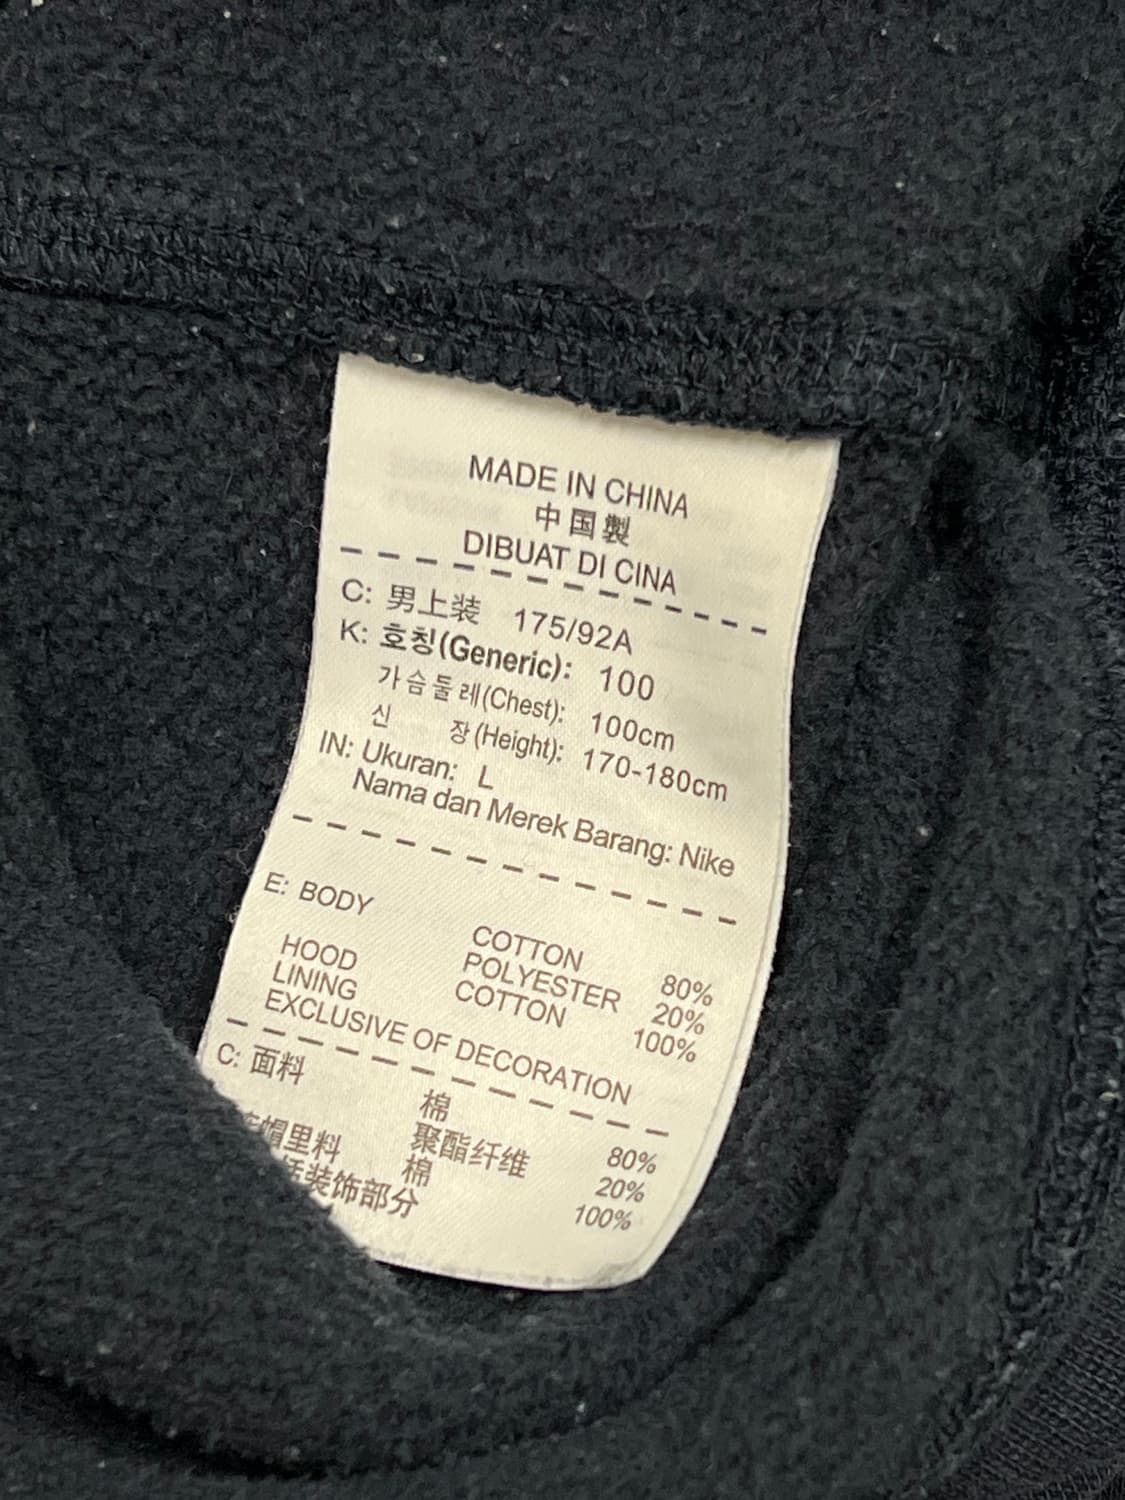 MADE IN CHINA
中国製
DIBUAT DI CINA
C: 男上装 175/92A
K: 호칭(Generic): 100
가슴둘레(Chest): 100cm
신 장(Height): 170-180cm
IN: Ukuran: L
Nama dan Merek Barang: Nike
E: BODY COTTON 80%
POLYESTER 20%
HOOD LINING COTTON 100%
EXCLUSIVE OF DECORATION
C: 面料 棉 80%
聚酯纤维 20%
帽里料 棉 100%
装饰部分